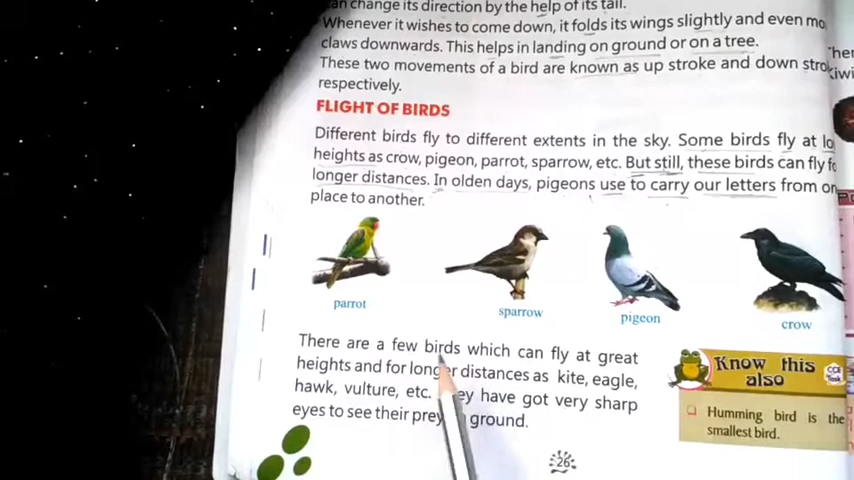 can change its direction by the help of its tail.
Whenever it wishes to come down, it folds its wings slightly and even mo
claws downwards. This helps in landing on ground or on a tree.
These two movements of a bird are known as up stroke and down strok
respectively.
FLIGHT OF BIRDS
Different birds fly to different extents in the sky. Some birds fly at lo
heights as crow, pigeon, parrot, sparrow, etc. But still, these birds can fly fo
longer distances. In olden days, pigeons use to carry our letters from on
place to another.
parrot
sparrow
pigeon
crow
There are a few birds which can fly at great
heights and for longer distances as kite, eagle,
hawk, vulture, etc. They have got very sharp
eyes to see their prey ground.
Know this
also
CCE
Humming bird is the
smallest bird.
26